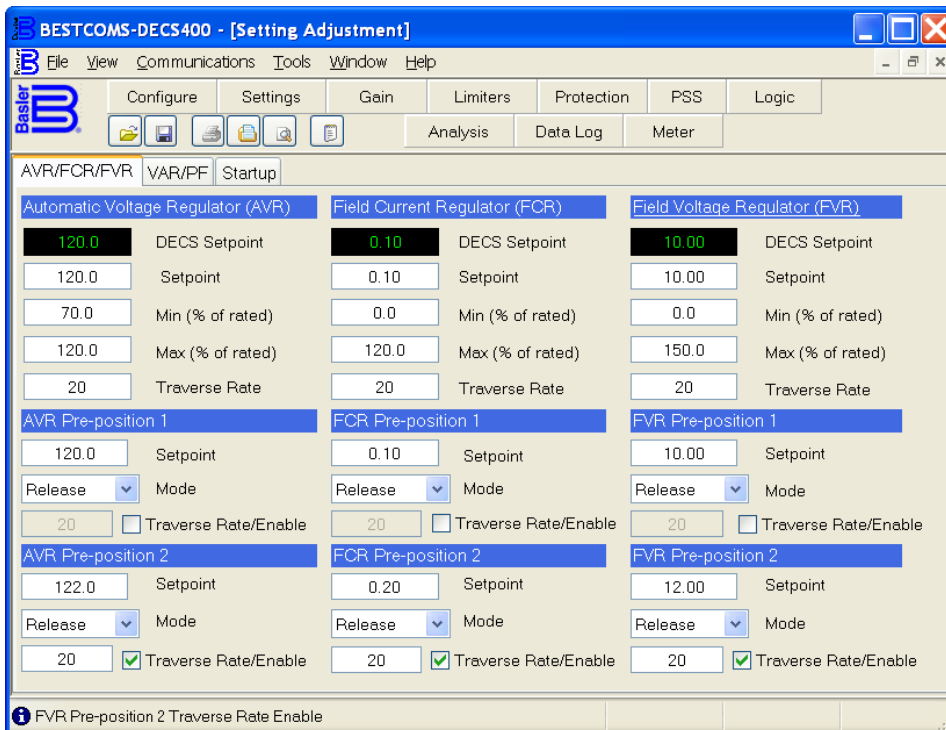 BESTCOMS-DECS400 - [Setting Adjustment]
File View Communications Tools Window Help
Basler
Configure Settings Gain Limiters Protection PSS Logic
Analysis Data Log Meter
AVR/FCR/FVR VAR/PF Startup
Automatic Voltage Regulator (AVR) Field Current Regulator (FCR) Field Voltage Regulator (FVR)
120.0 DECS Setpoint 0.10 DECS Setpoint 10.00 DECS Setpoint
120.0 Setpoint 0.10 Setpoint 10.00 Setpoint
70.0 Min (% of rated) 0.0 Min (% of rated) 0.0 Min (% of rated)
120.0 Max (% of rated) 120.0 Max (% of rated) 150.0 Max (% of rated)
20 Traverse Rate 20 Traverse Rate 20 Traverse Rate
AVR Pre-position 1 FCR Pre-position 1 FVR Pre-position 1
120.0 Setpoint 0.10 Setpoint 10.00 Setpoint
Release Mode Release Mode Release Mode
20 Traverse Rate/Enable 20 Traverse Rate/Enable 20 Traverse Rate/Enable
AVR Pre-position 2 FCR Pre-position 2 FVR Pre-position 2
122.0 Setpoint 0.20 Setpoint 12.00 Setpoint
Release Mode Release Mode Release Mode
20 Traverse Rate/Enable 20 Traverse Rate/Enable 20 Traverse Rate/Enable
FVR Pre-position 2 Traverse Rate Enable